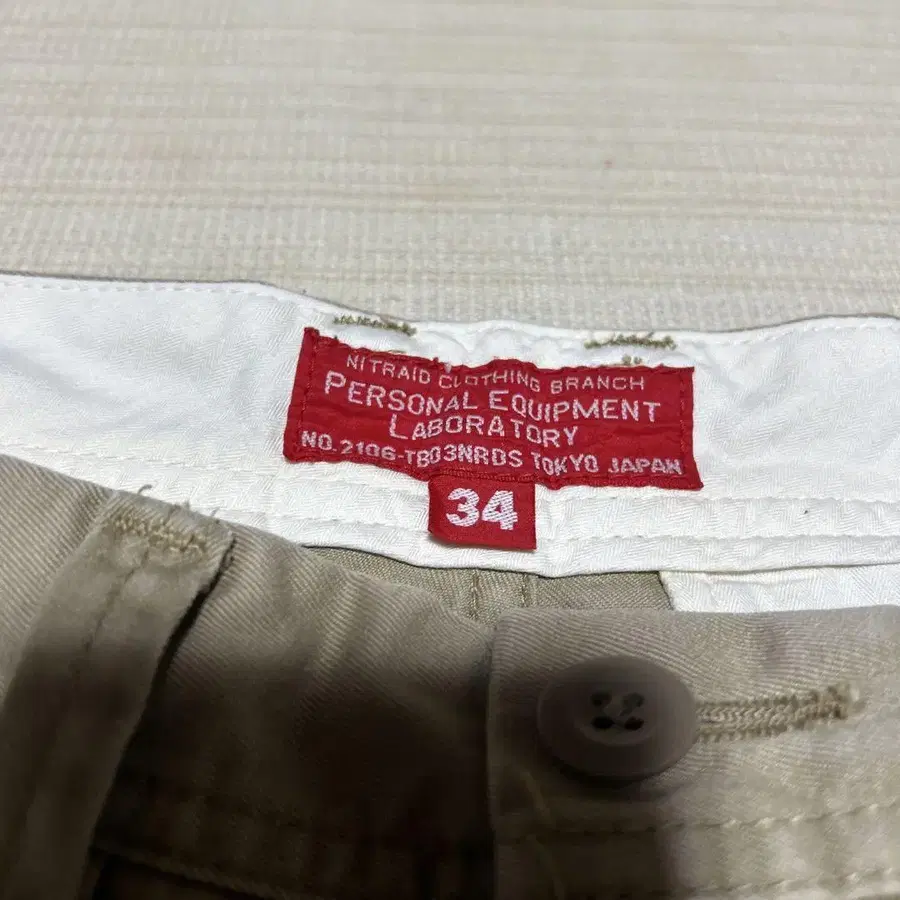 NITRAID CLOTHING BRANCH
PERSONAL EQUIPMENT
LABORATORY
NO.2106-TB03NRDS TOKYO JAPAN
34